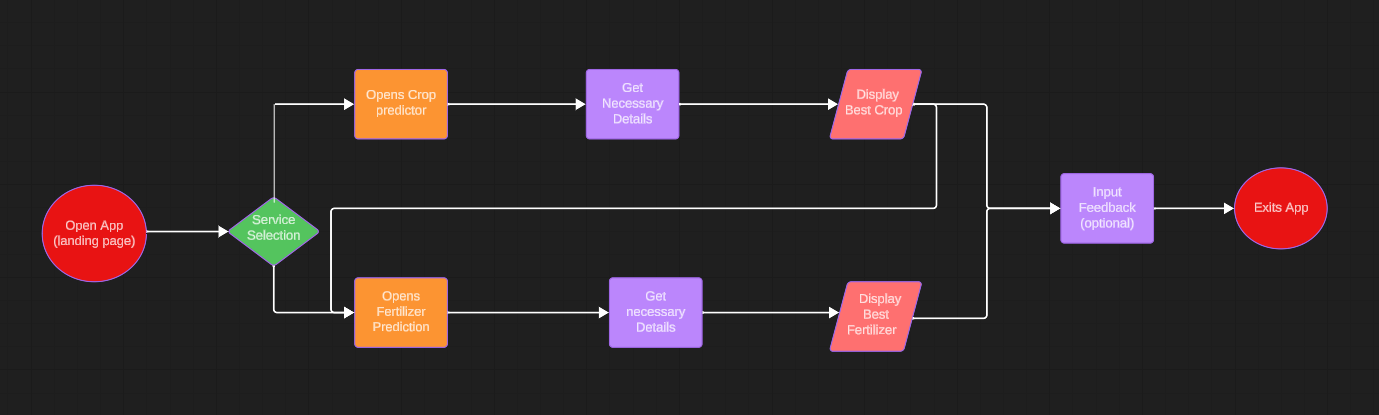 Open App
(landing page)
Service
Selection
Opens Crop
predictor
Get
Necessary
Details
Display
Best Crop
Opens
Fertilizer
Prediction
Get
necessary
Details
Display
Best
Fertilizer
Input
Feedback
(optional)
Exits App